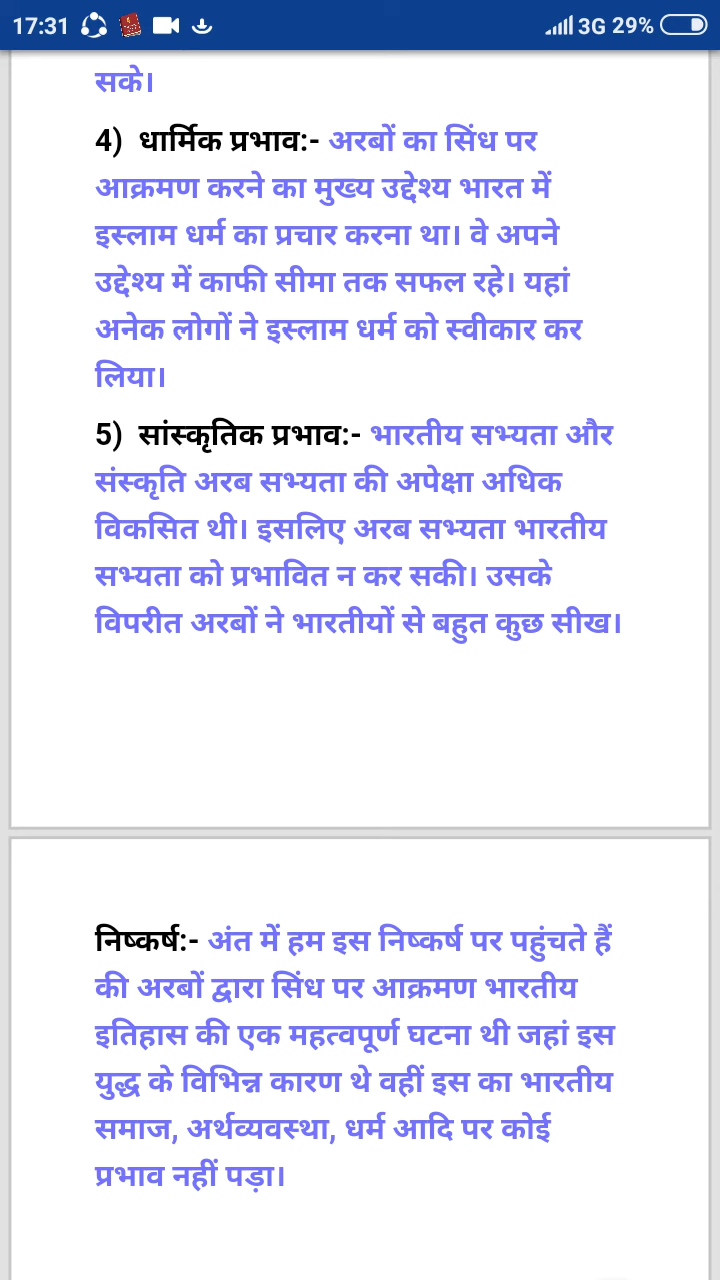 17:31 3G 29%
सके।
4) धार्मिक प्रभाव:- अरबों का सिंध पर
आक्रमण करने का मुख्य उद्देश्य भारत में
इस्लाम धर्म का प्रचार करना था। वे अपने
उद्देश्य में काफी सीमा तक सफल रहे। यहां
अनेक लोगों ने इस्लाम धर्म को स्वीकार कर
लिया।
5) सांस्कृतिक प्रभाव:- भारतीय सभ्यता और
संस्कृति अरब सभ्यता की अपेक्षा अधिक
विकसित थी। इसलिए अरब सभ्यता भारतीय
सभ्यता को प्रभावित न कर सकी। उसके
विपरीत अरबों ने भारतीयों से बहुत कुछ सीख।
निष्कर्ष:- अंत में हम इस निष्कर्ष पर पहुंचते हैं
की अरबों द्वारा सिंध पर आक्रमण भारतीय
इतिहास की एक महत्वपूर्ण घटना थी जहां इस
युद्ध के विभिन्न कारण थे वहीं इस का भारतीय
समाज, अर्थव्यवस्था, धर्म आदि पर कोई
प्रभाव नहीं पड़ा।